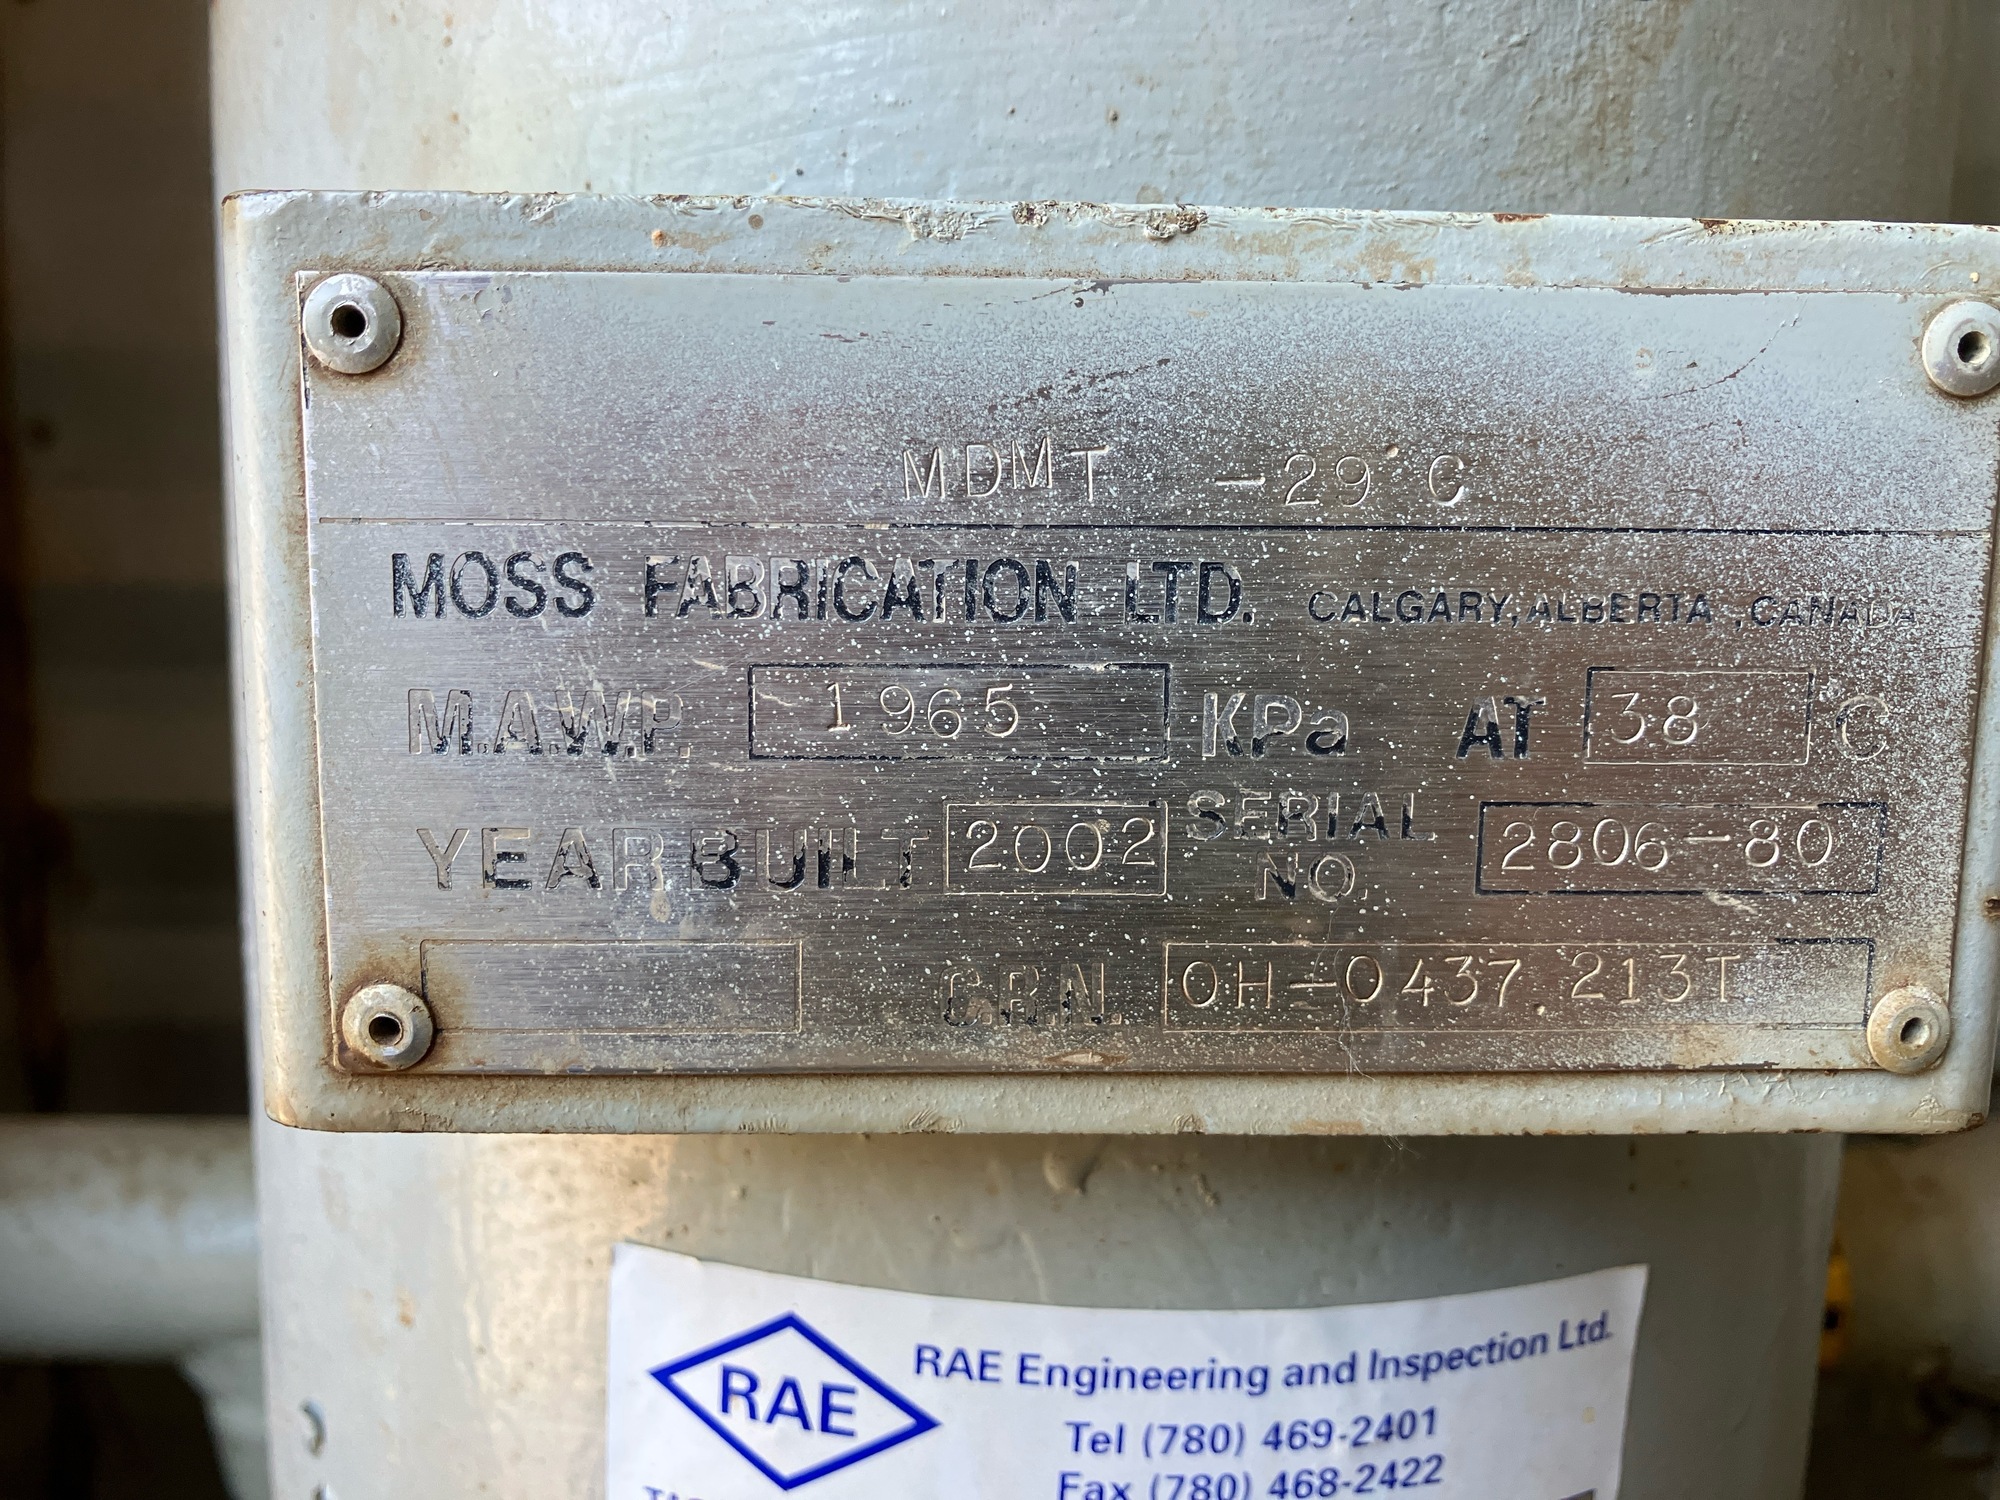 MDMT -29°C
MOSS FABRICATION LTD. CALGARY, ALBERTA, CANADA
M.A.W.P. 1965 KPa AT 38 C
YEAR BUILT 2002 SERIAL NO. 2806-80
C.R.N. OH-0437.213T
RAE
RAE Engineering and Inspection Ltd.
Tel (780) 469-2401
Fax (780) 468-2422